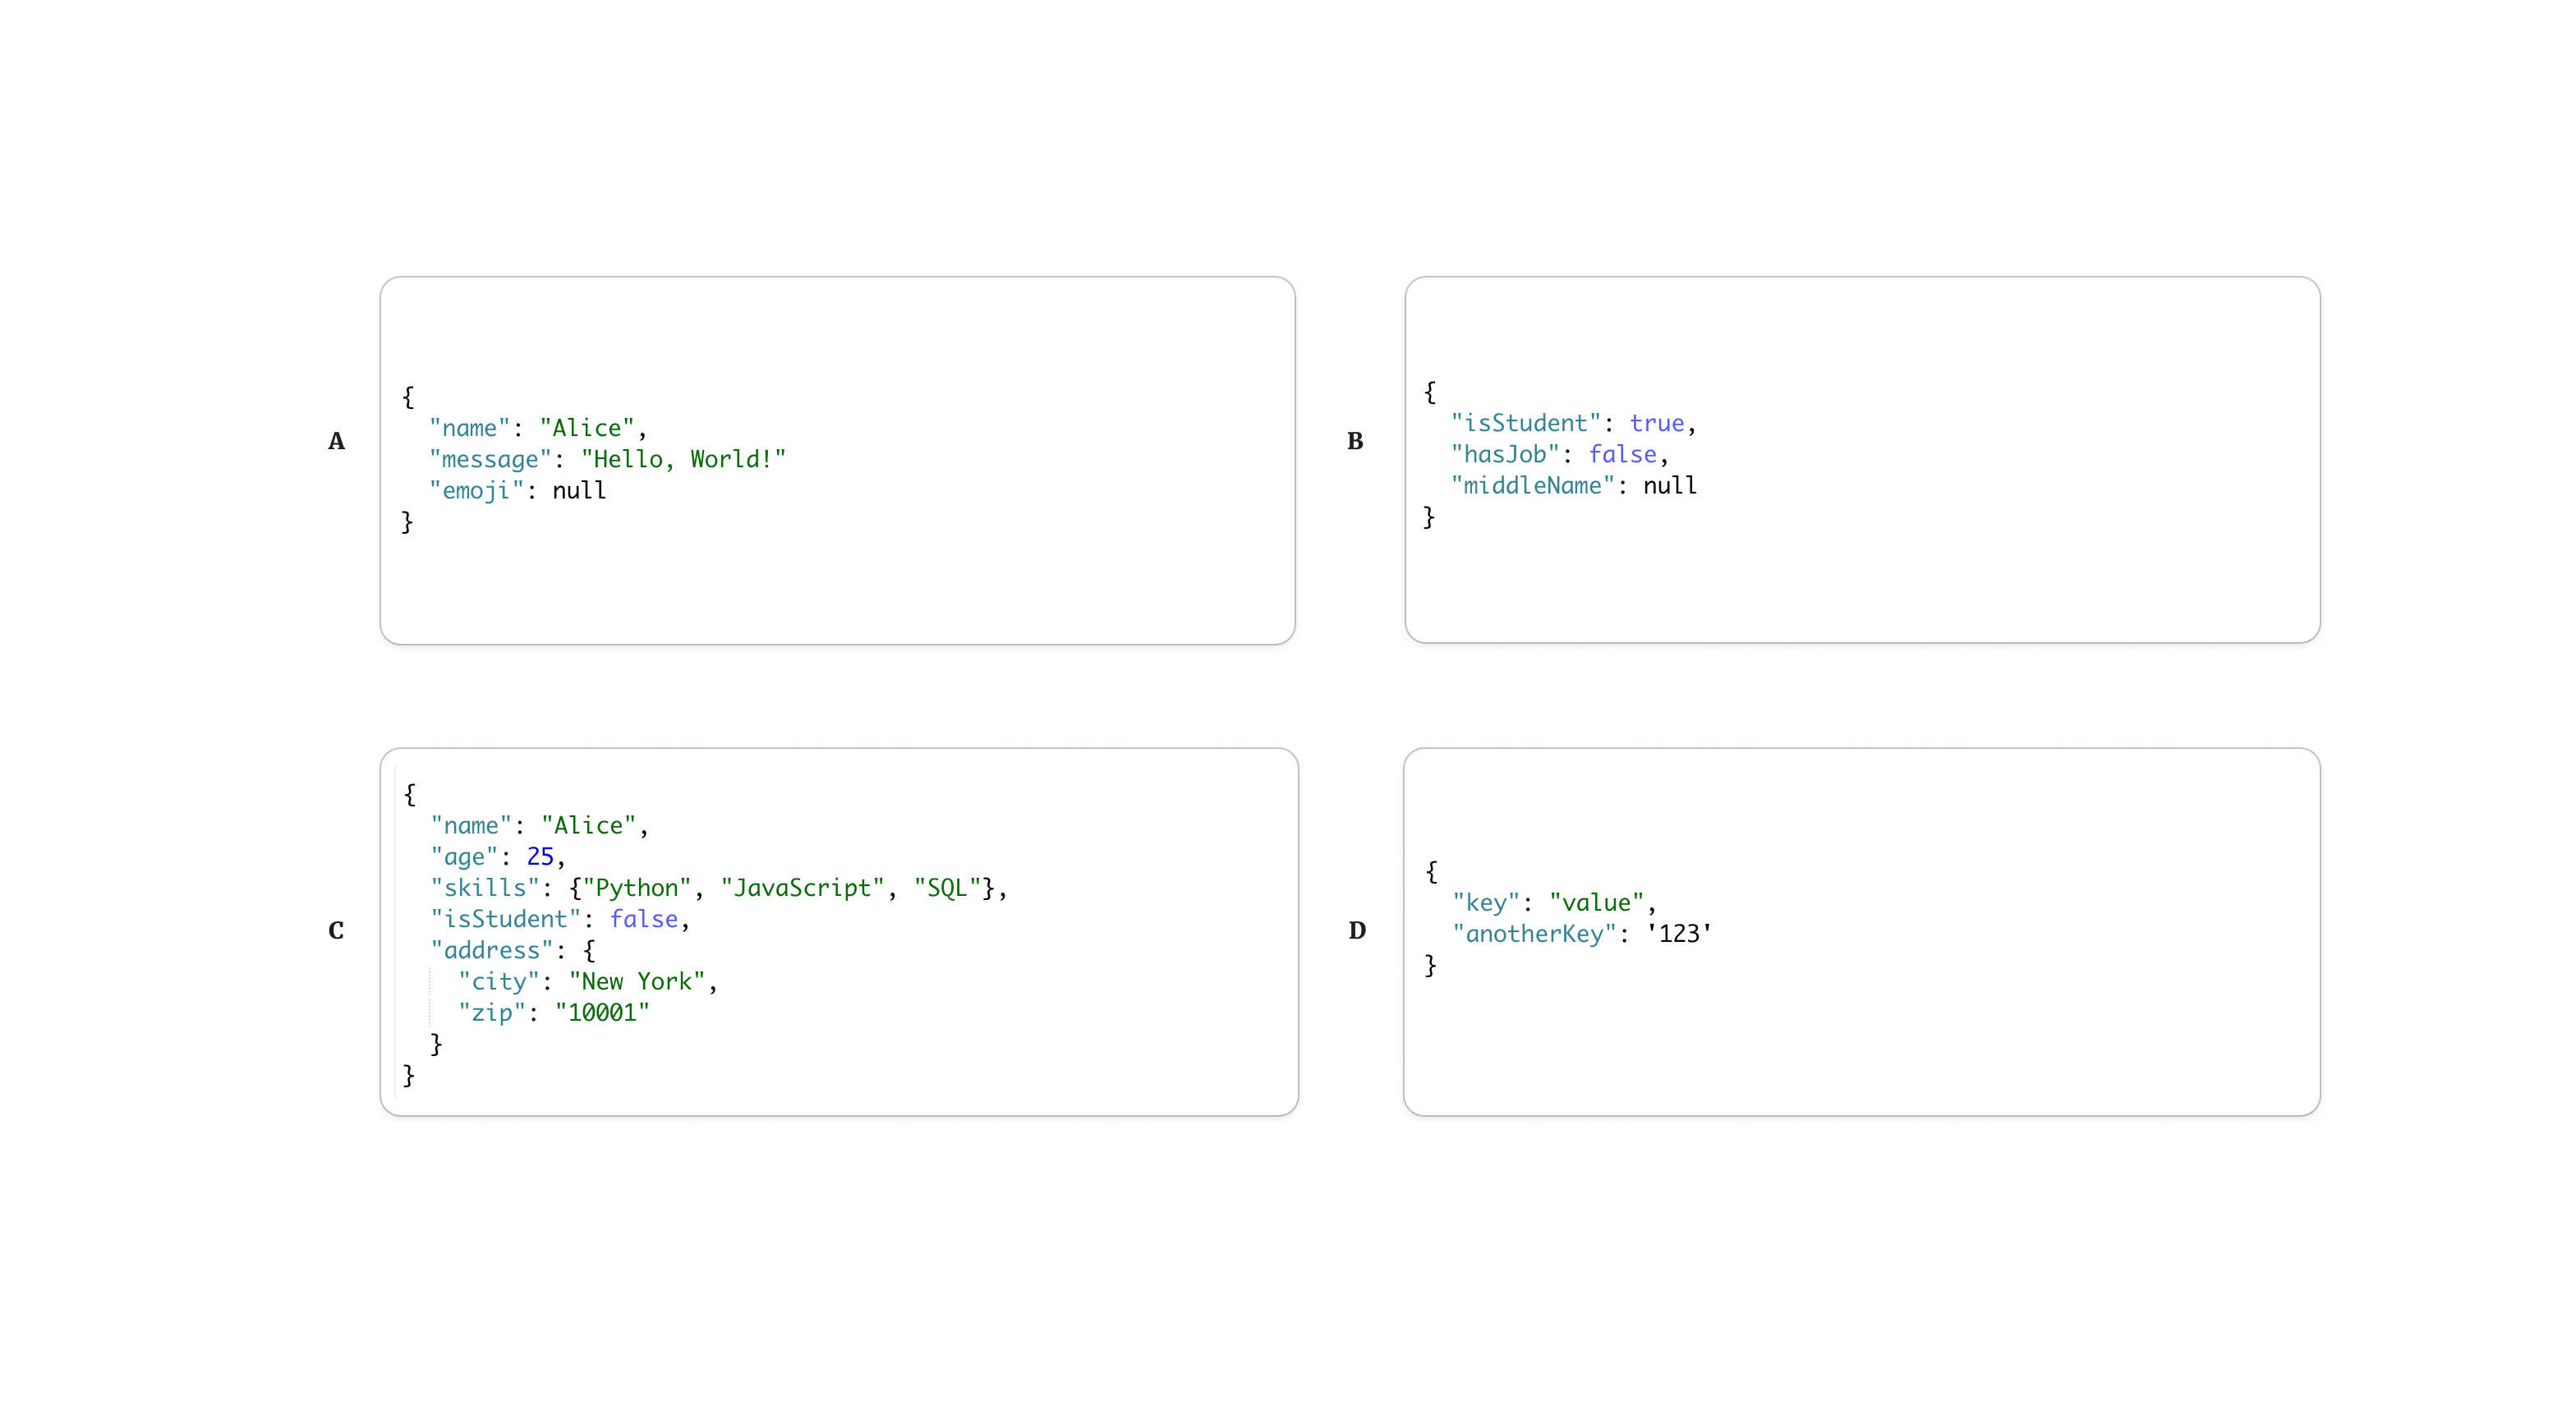 A
{
  "name": "Alice",
  "message": "Hello, World!"
  "emoji": null
}
B
{
  "isStudent": true,
  "hasJob": false,
  "middleName": null
}
C
{
  "name": "Alice",
  "age": 25,
  "skills": {"Python", "JavaScript", "SQL"},
  "isStudent": false,
  "address": {
    "city": "New York",
    "zip": "10001"
  }
}
D
{
  "key": "value",
  "anotherKey": '123'
}